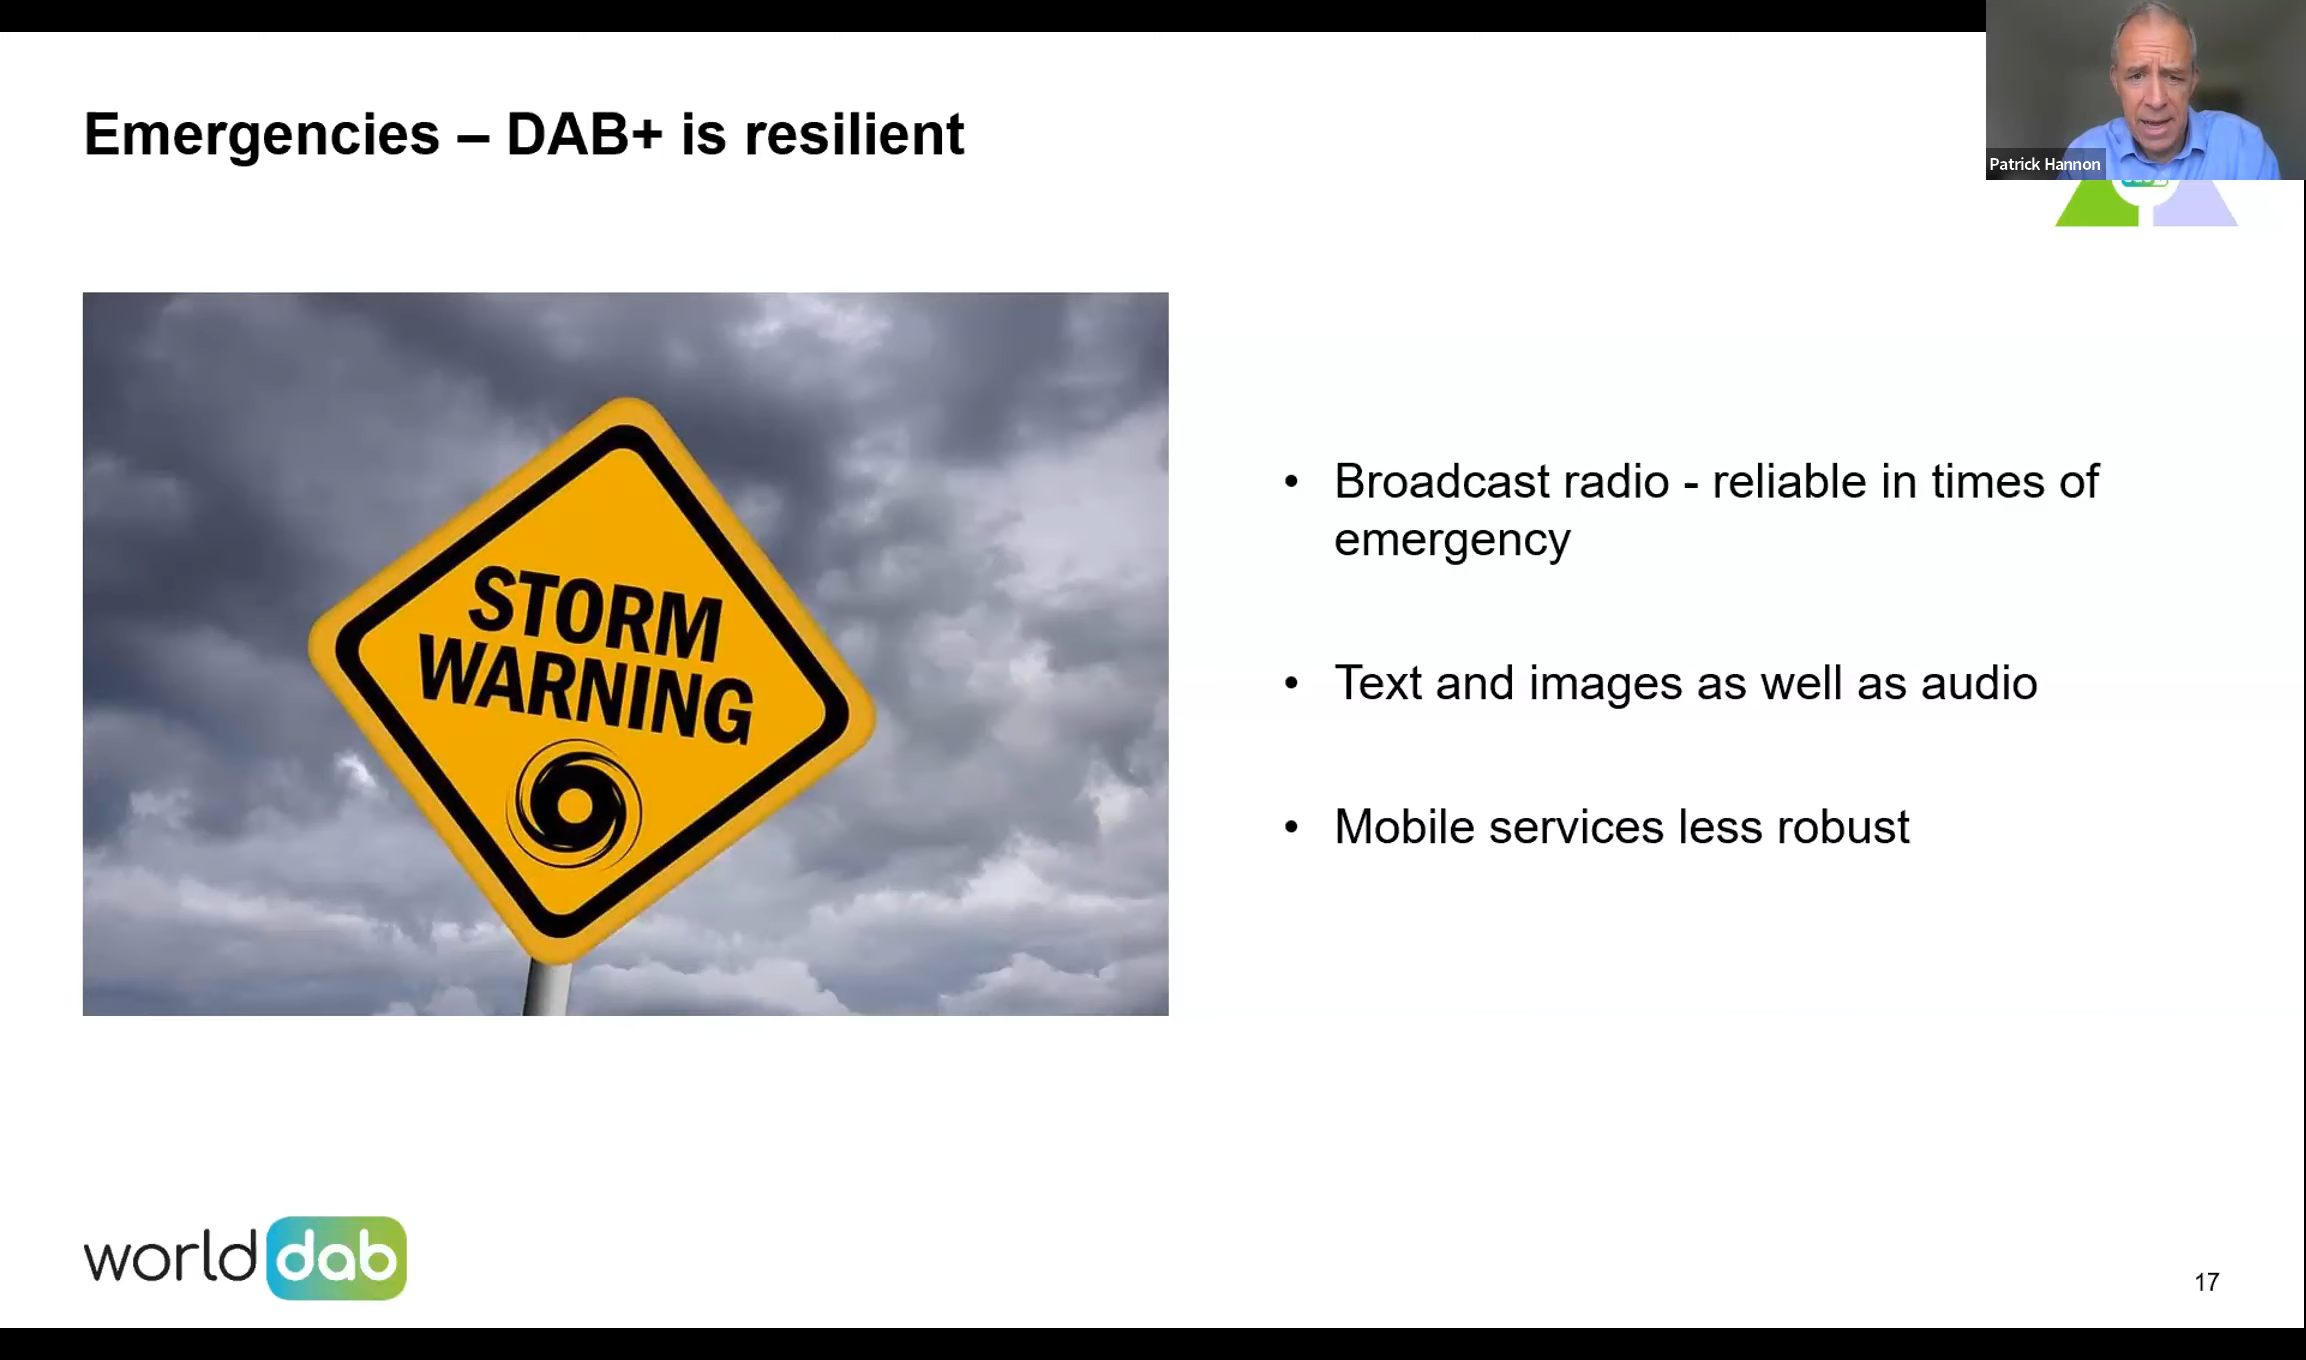 Emergencies – DAB+ is resilient
Patrick Hannon
STORM
WARNING
• Broadcast radio - reliable in times of
emergency
• Text and images as well as audio
• Mobile services less robust
world dab
17